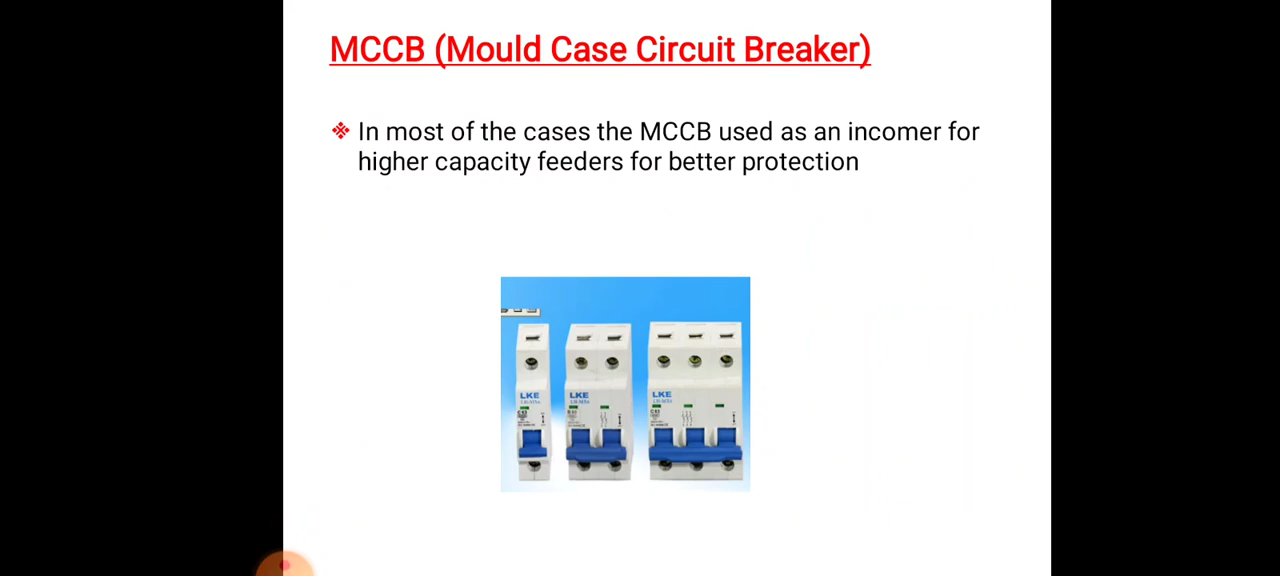 MCCB (Mould Case Circuit Breaker)
In most of the cases the MCCB used as an incomer for
higher capacity feeders for better protection
LKE
LKE
LKE